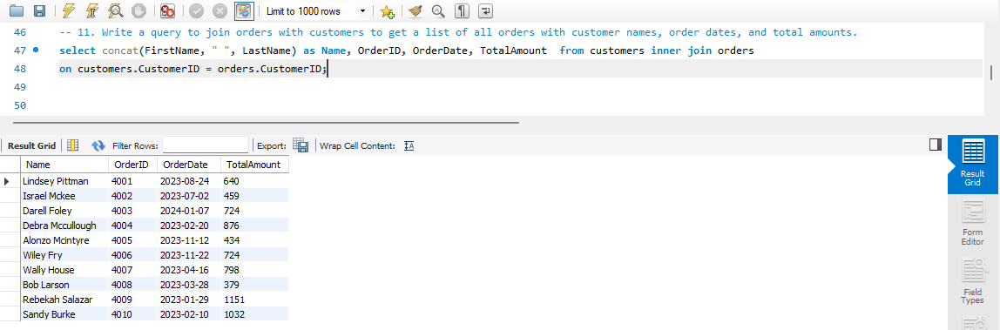 Limit to 1000 rows
46 -- 11. Write a query to join orders with customers to get a list of all orders with customer names, order dates, and total amounts.
47 select concat(FirstName, " ", LastName) as Name, OrderID, OrderDate, TotalAmount  from customers inner join orders
48 on customers.CustomerID = orders.CustomerID;
49
50
Result Grid Filter Rows: Export: Wrap Cell Content:
Name OrderID OrderDate TotalAmount
Lindsey Pittman 4001 2023-08-24 640
Israel Mckee 4002 2023-07-02 459
Darell Foley 4003 2024-01-07 724
Debra Mccullough 4004 2023-02-20 876
Alonzo Mcintyre 4005 2023-11-12 434
Wiley Fry 4006 2023-11-22 724
Wally House 4007 2023-04-16 798
Bob Larson 4008 2023-03-28 379
Rebekah Salazar 4009 2023-01-29 1151
Sandy Burke 4010 2023-02-10 1032
Result
Grid
Form
Editor
Field
Types